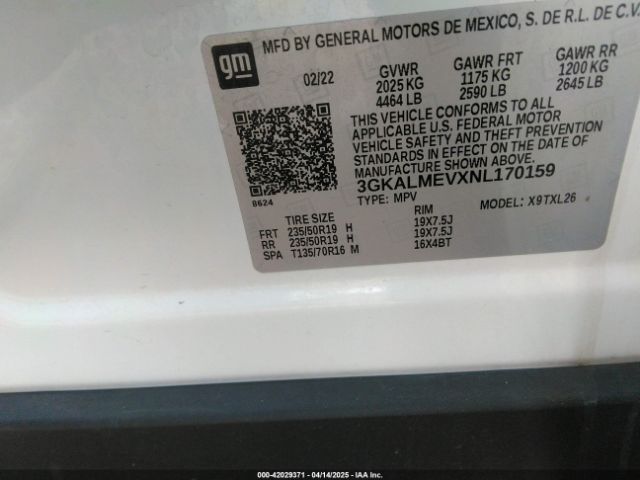 gm
MFD BY GENERAL MOTORS DE MEXICO, S. DE R.L. DE C.V.
02/22 GVWR GAWR FRT GAWR RR
2025 KG 1175 KG 1200 KG
4464 LB 2590 LB 2645 LB
THIS VEHICLE CONFORMS TO ALL
APPLICABLE U.S. FEDERAL MOTOR
VEHICLE SAFETY AND THEFT PREVENTION
STANDARDS IN EFFECT ON THE DATE OF
MANUFACTURE SHOWN ABOVE.
3GKALMEVXNL170159
TYPE: MPV MODEL: X9TXL26
8624
TIRE SIZE RIM
FRT 235/50R19 H 19X7.5J
RR 235/50R19 H 19X7.5J
SPA T135/70R16 M 16X4BT
000-42029371 | 04/14/2025 | IAA INC.